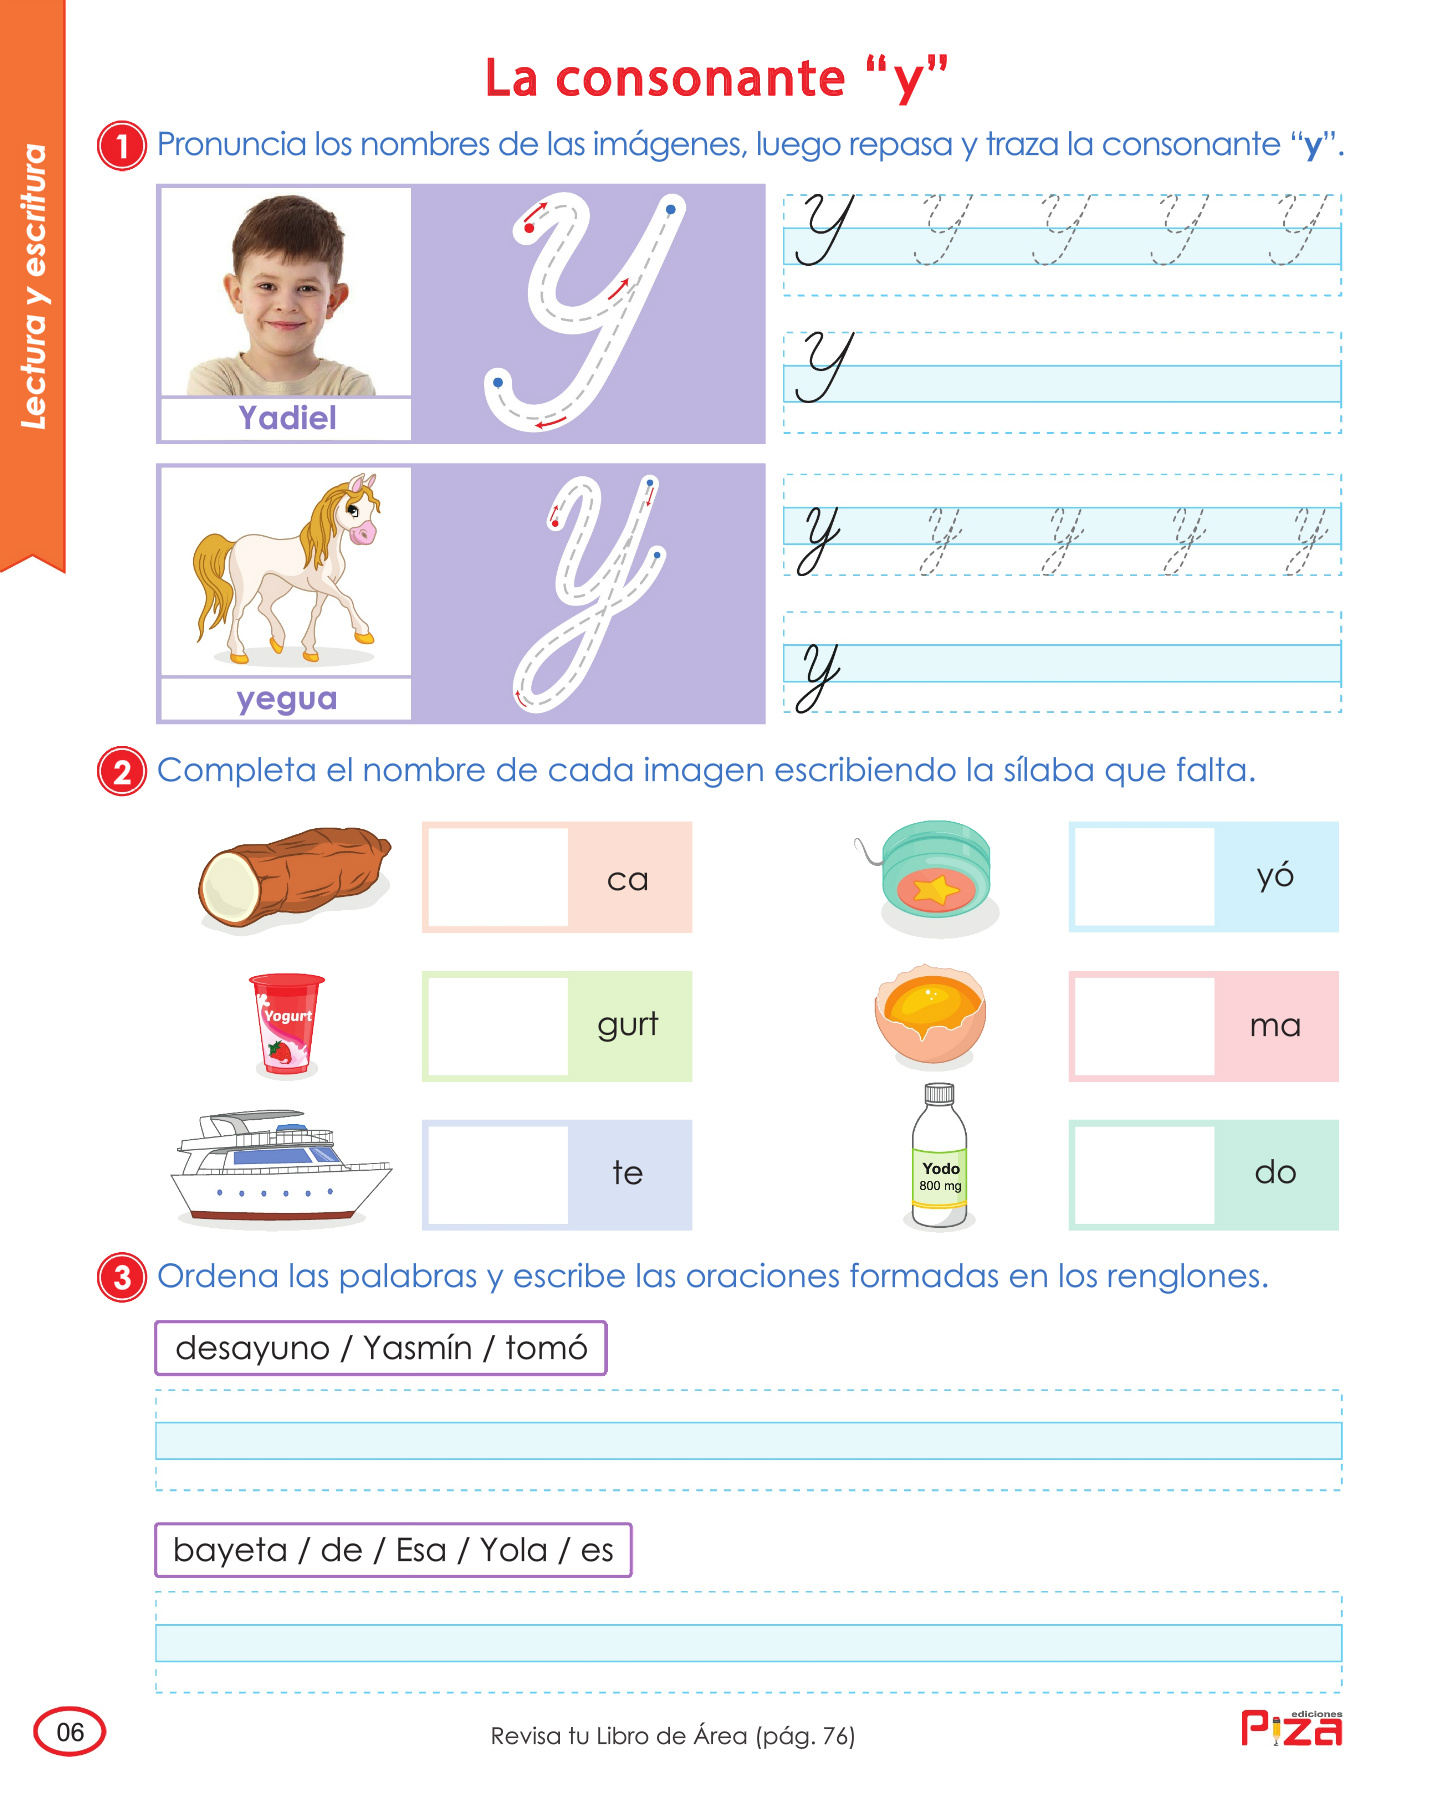 La consonante “y”
Lectura y escritura
1 Pronuncia los nombres de las imágenes, luego repasa y traza la consonante “y”.
Y Y Y Y Y Y
Y
Yadiel
y y y y y y
y
yegua
2 Completa el nombre de cada imagen escribiendo la sílaba que falta.
ca
yó
Yogurt
gurt
ma
te
Yodo
800 mg
do
3 Ordena las palabras y escribe las oraciones formadas en los renglones.
desayuno / Yasmín / tomó
bayeta / de / Esa / Yola / es
06
Revisa tu Libro de Área (pág. 76)
ediciones
Piza